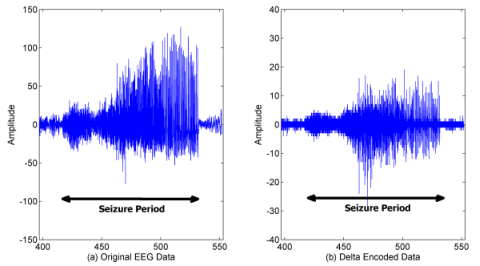 150
100
50
0
-50
-100
-150
Amplitude
Seizure Period
400 450 500 550
(a) Original EEG Data
40
30
20
10
0
-10
-20
-30
-40
Amplitude
Seizure Period
400 450 500 550
(b) Delta Encoded Data